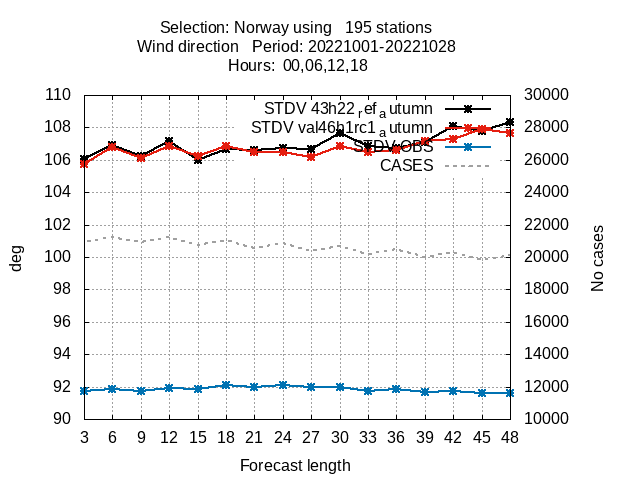 Selection: Norway using   195 stations
Wind direction   Period: 20221001-20221028
Hours:  00,06,12,18
110 30000
STDV 43h22_ref_autumn
108 28000
STDV val46h1rc1_autumn
STDV OBS
106 26000
CASES
104 24000
102 22000
100 20000
98 18000
96 16000
94 14000
92 12000
90 10000
deg
No cases
3 6 9 12 15 18 21 24 27 30 33 36 39 42 45 48
Forecast length